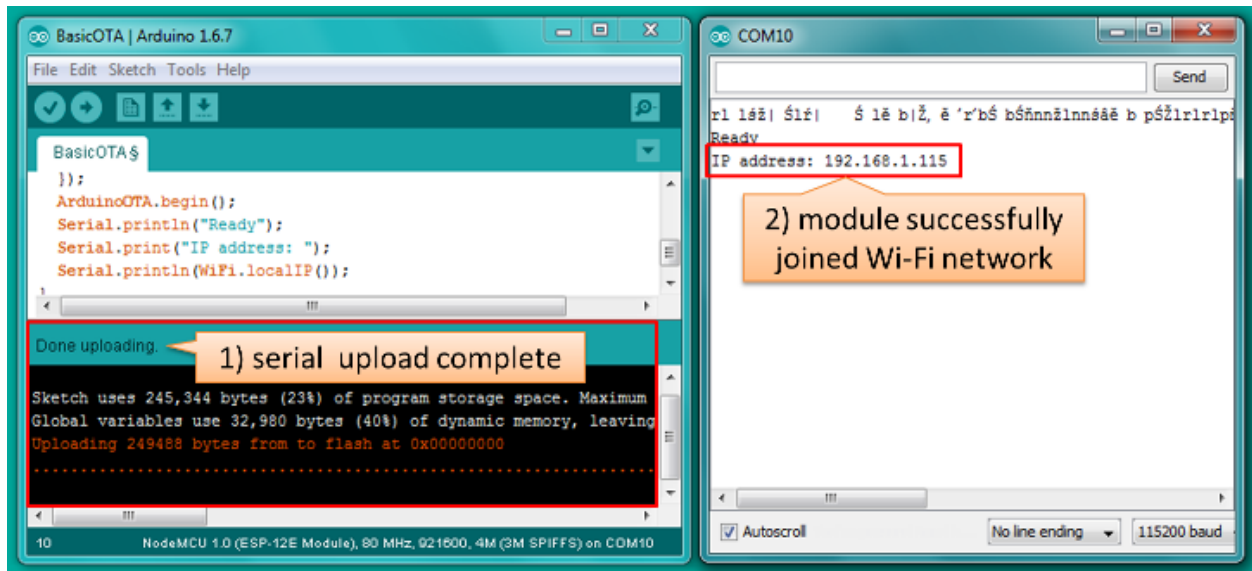 BasicOTA | Arduino 1.6.7
File Edit Sketch Tools Help
BasicOTA§
});
ArduinoOTA.begin();
Serial.println("Ready");
Serial.print("IP address: ");
Serial.println(WiFi.localIP());
Done uploading.
1) serial upload complete
Sketch uses 245,344 bytes (23%) of program storage space. Maximum
Global variables use 32,980 bytes (40%) of dynamic memory, leaving
Uploading 249488 bytes from to flash at 0x00000000
................................................................
10
NodeMCU 1.0 (ESP-12E Module), 80 MHz, 921600, 4M (3M SPIFFS) on COM10
COM10
Send
Ready
IP address: 192.168.1.115
2) module successfully
joined Wi-Fi network
Autoscroll
No line ending
115200 baud